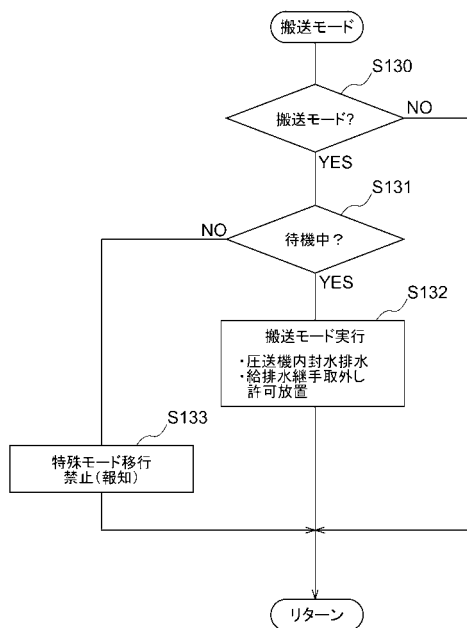 搬送モード
S130
搬送モード?
NO
YES
S131
NO
待機中?
YES
S132
搬送モード実行
・圧送機内封水排水
・給排水継手取外し
許可放置
S133
特殊モード移行
禁止(報知)
リターン